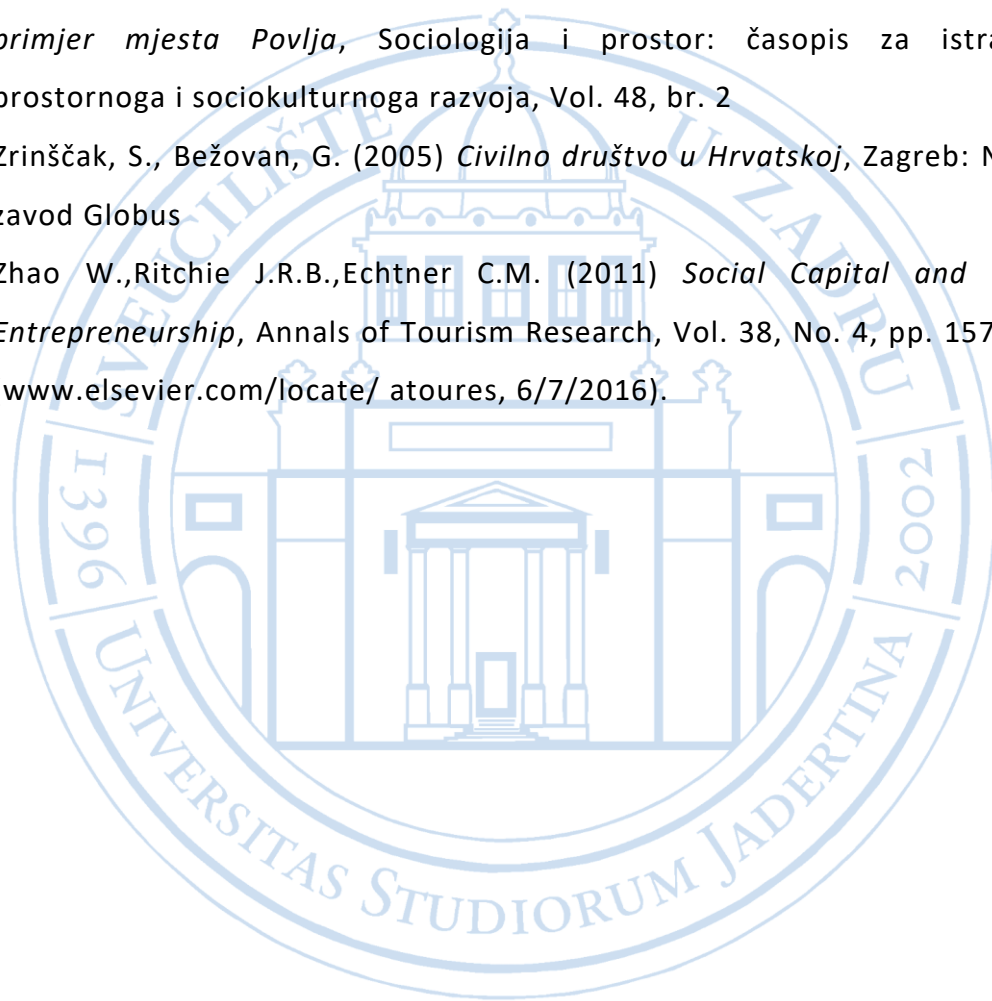 primjer mjesta Povlja, Sociologija i prostor: časopis za istra
prostornoga i sociokulturnoga razvoja, Vol. 48, br. 2
Zrinščak, S., Bežovan, G. (2005) Civilno društvo u Hrvatskoj, Zagreb: N
zavod Globus
Zhao W.,Ritchie J.R.B.,Echtner C.M. (2011) Social Capital and
Entrepreneurship, Annals of Tourism Research, Vol. 38, No. 4, pp. 157
www.elsevier.com/locate/ atoures, 6/7/2016).
SVEUČILIŠTE U ZADRU
1396
2002
UNIVERSITAS STUDIORUM JADERTINA